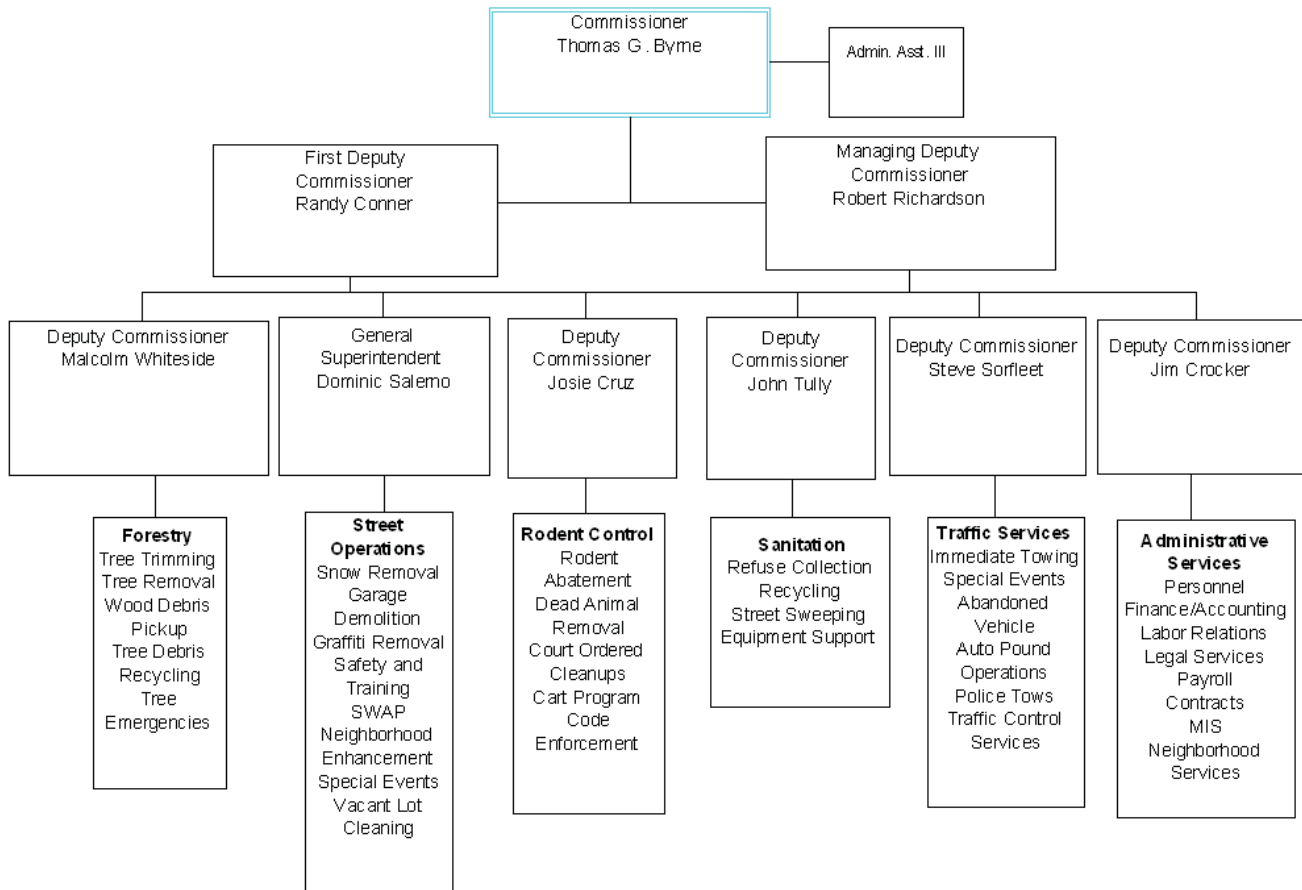 Commissioner
Thomas G. Byrne
Admin. Asst. III
First Deputy
Commissioner
Randy Conner
Managing Deputy
Commissioner
Robert Richardson
Deputy Commissioner
Malcolm Whiteside
General
Superintendent
Dominic Salerno
Deputy
Commissioner
Josie Cruz
Deputy
Commissioner
John Tully
Deputy Commissioner
Steve Sorfleet
Deputy Commissioner
Jim Crocker
Forestry
Tree Trimming
Tree Removal
Wood Debris
Pickup
Tree Debris
Recycling
Tree
Emergencies
Street
Operations
Snow Removal
Garage
Demolition
Graffiti Removal
Safety and
Training
SWAP
Neighborhood
Enhancement
Special Events
Vacant Lot
Cleaning
Rodent Control
Rodent
Abatement
Dead Animal
Removal
Court Ordered
Cleanups
Cart Program
Code
Enforcement
Sanitation
Refuse Collection
Recycling
Street Sweeping
Equipment Support
Traffic Services
Immediate Towing
Special Events
Abandoned
Vehicle
Auto Pound
Operations
Police Tows
Traffic Control
Services
Administrative
Services
Personnel
Finance/Accounting
Labor Relations
Legal Services
Payroll
Contracts
MIS
Neighborhood
Services